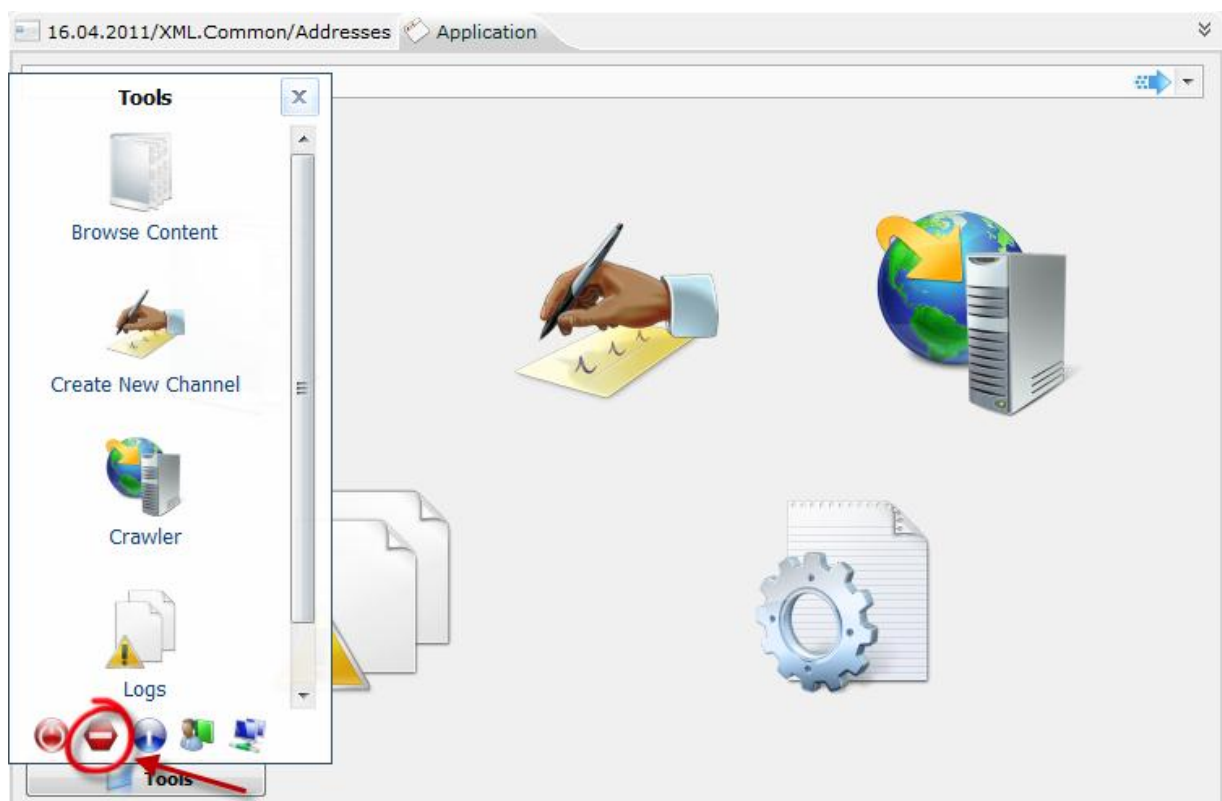 16.04.2011/XML.Common/Addresses Application
Tools
Browse Content
Create New Channel
Crawler
Logs
Tools